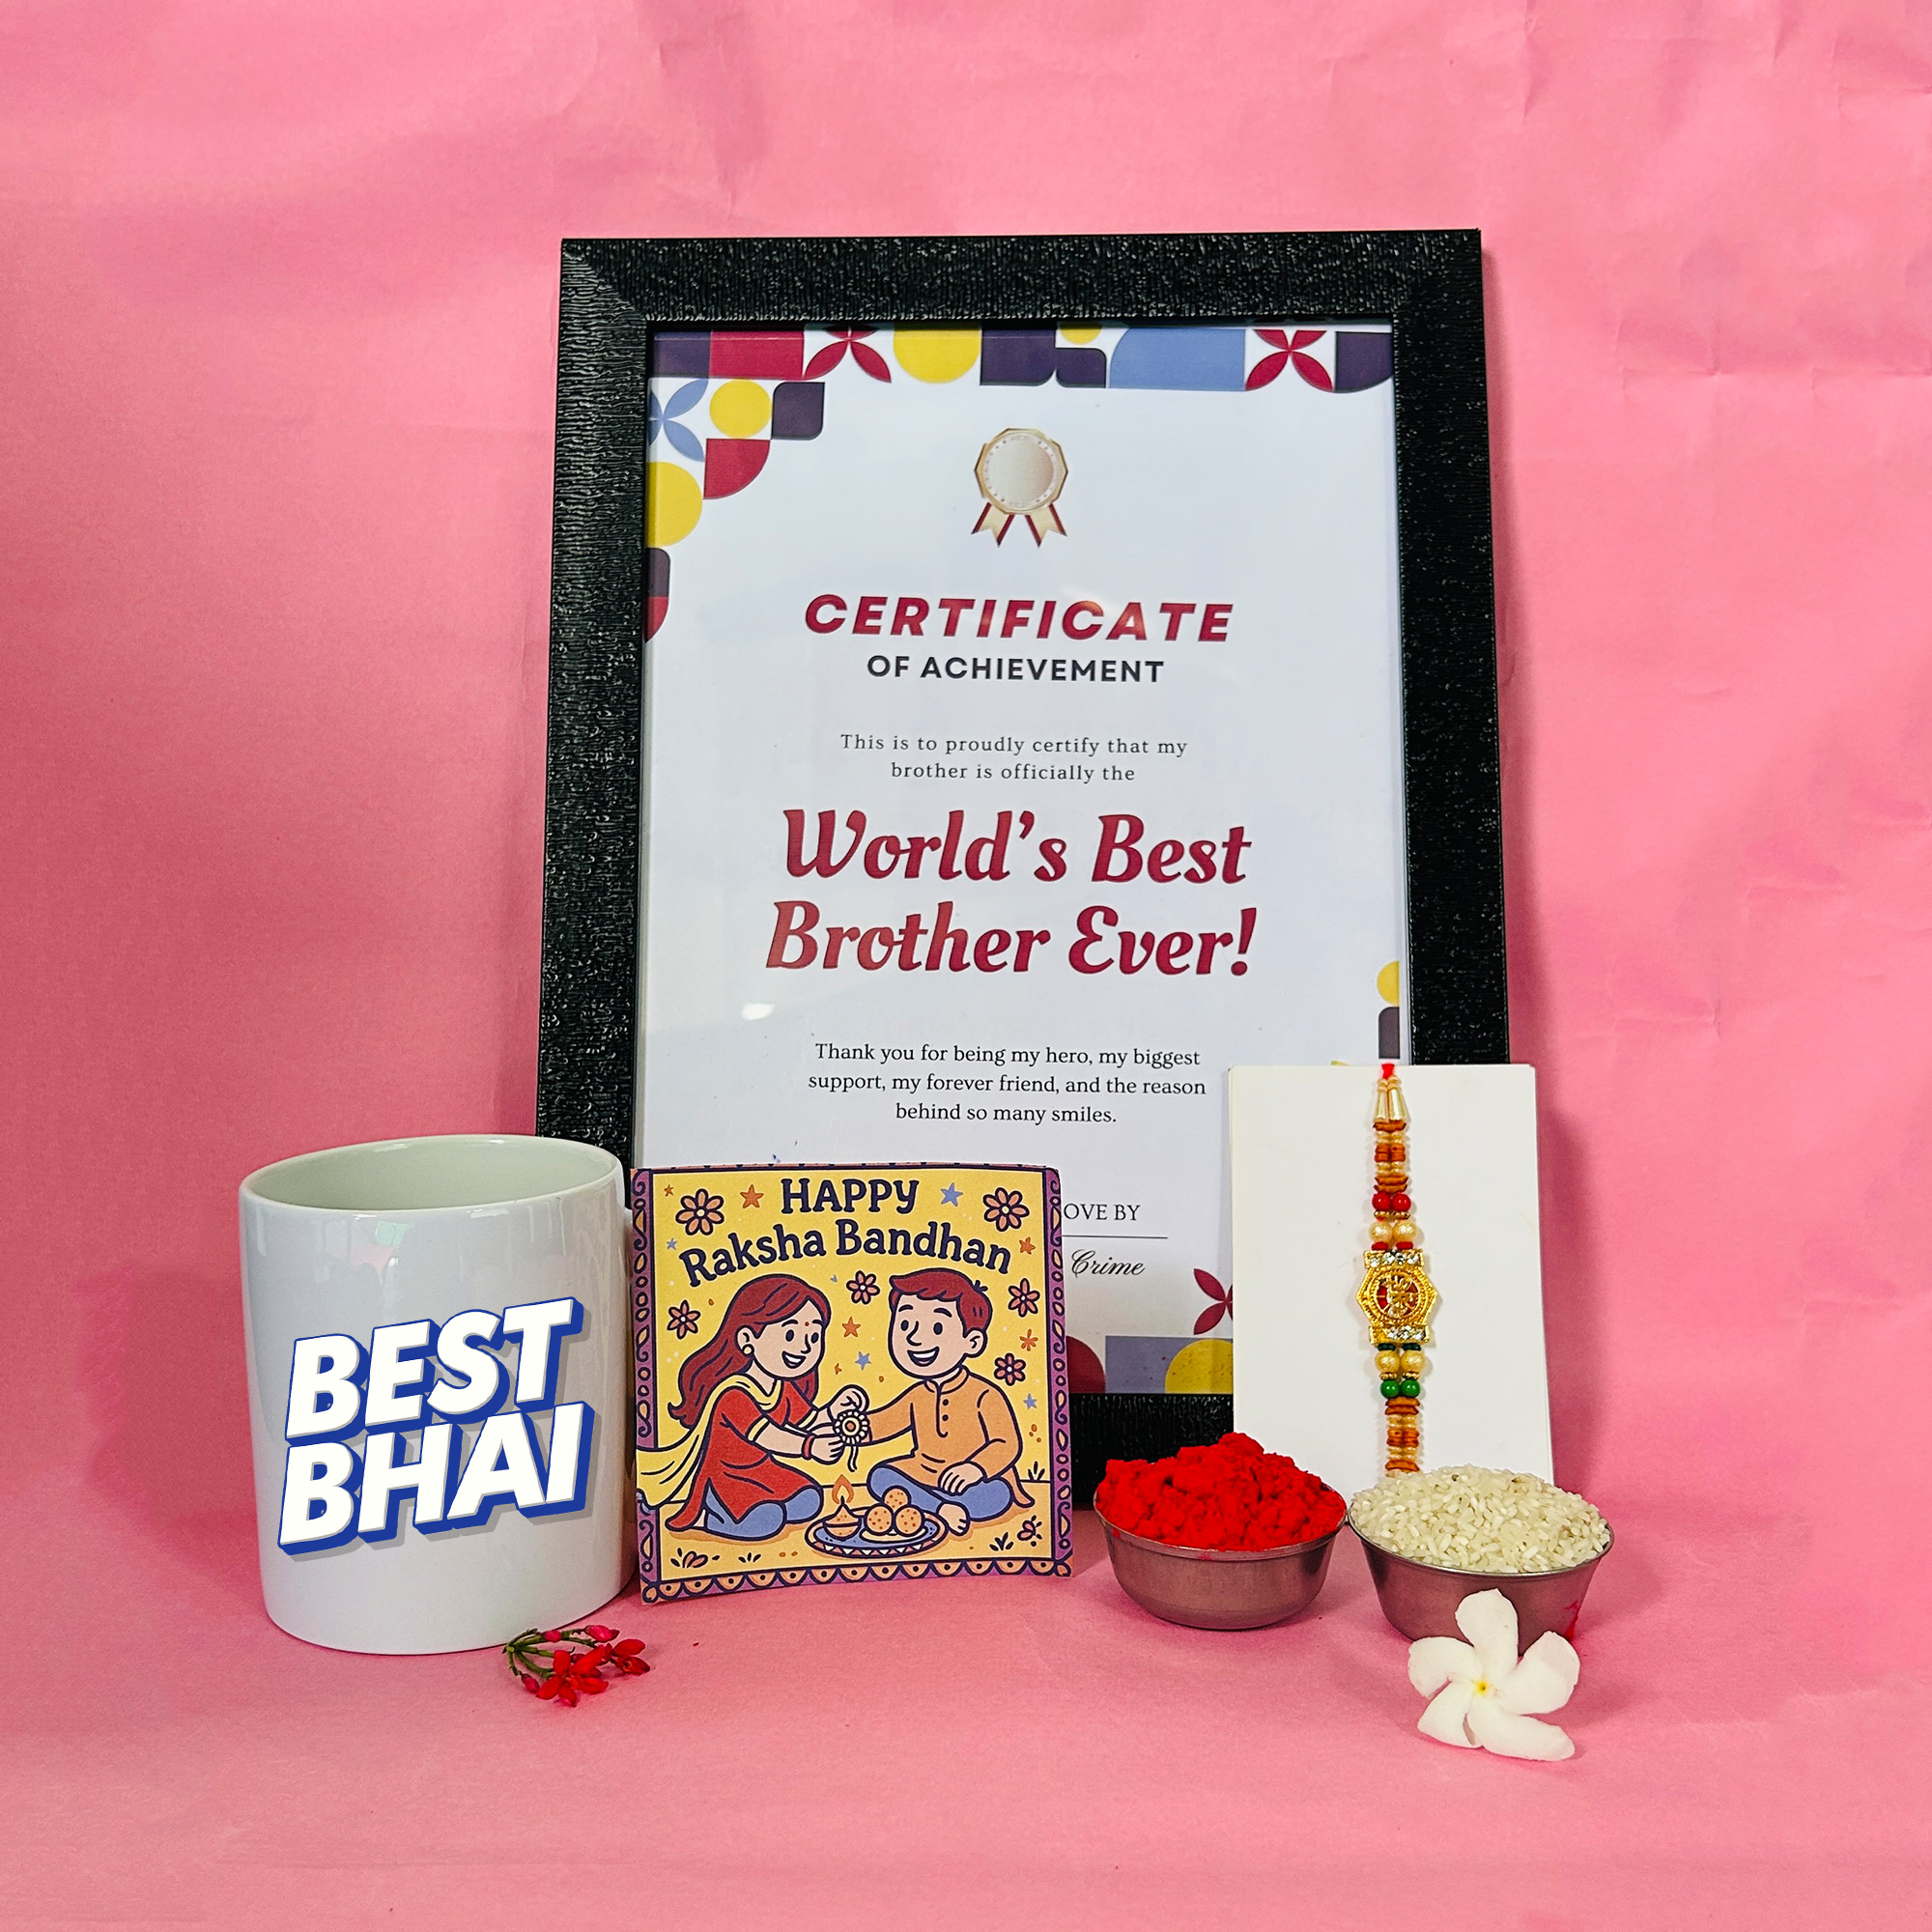 CERTIFICATE
OF ACHIEVEMENT
This is to proudly certify that my
brother is officially the
World's Best
Brother Ever!
Thank you for being my hero, my biggest
support, my forever friend, and the reason
behind so many smiles.
OVE BY
Crime
HAPPY
Raksha Bandhan
BEST
BHAI